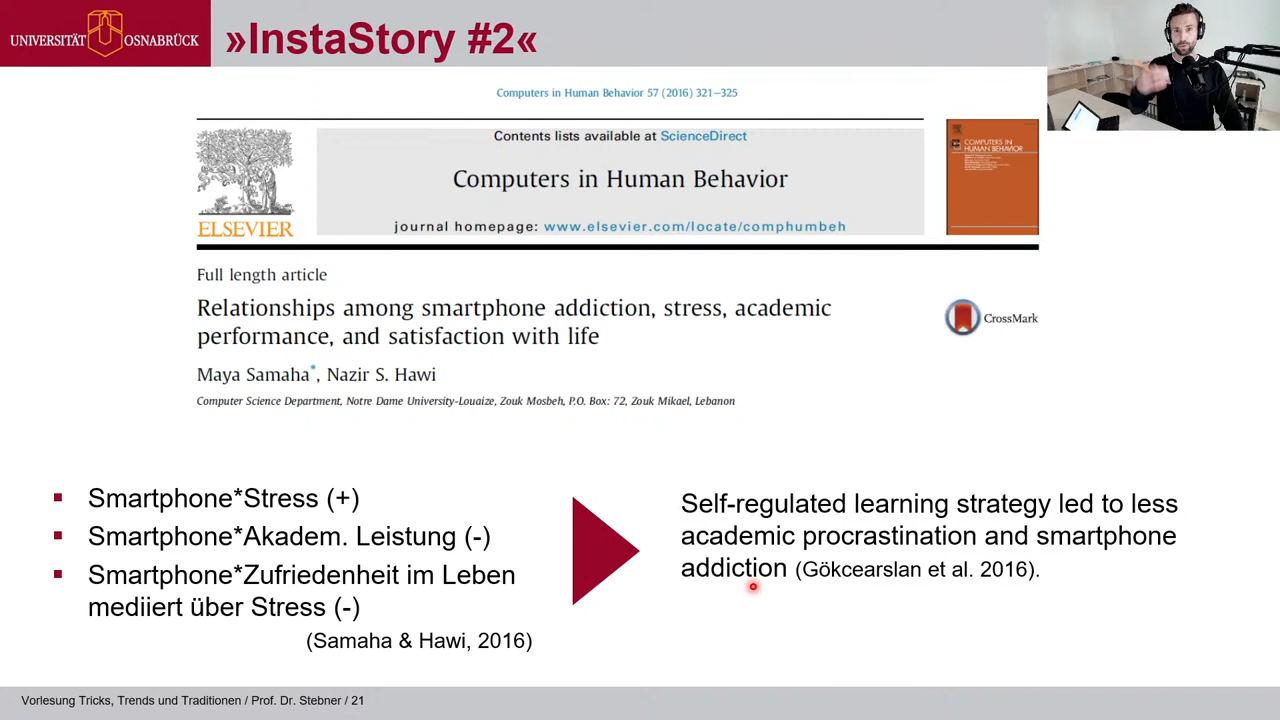 UNIVERSITÄT OSNABRÜCK
»InstaStory #2«
Computers in Human Behavior 57 (2016) 321–325
Contents lists available at ScienceDirect
Computers in Human Behavior
journal homepage: www.elsevier.com/locate/comphumbeh
ELSEVIER
COMPUTERS IN
HUMAN BEHAVIOR
Full length article
Relationships among smartphone addiction, stress, academic
performance, and satisfaction with life
CrossMark
Maya Samaha*, Nazir S. Hawi
Computer Science Department, Notre Dame University-Louaize, Zouk Mosbeh, P.O. Box: 72, Zouk Mikael, Lebanon
▪ Smartphone*Stress (+)
▪ Smartphone*Akadem. Leistung (-)
▪ Smartphone*Zufriedenheit im Leben
mediiert über Stress (-)
(Samaha & Hawi, 2016)
Self-regulated learning strategy led to less
academic procrastination and smartphone
addiction (Gökcearslan et al. 2016).
Vorlesung Tricks, Trends und Traditionen / Prof. Dr. Stebner / 21